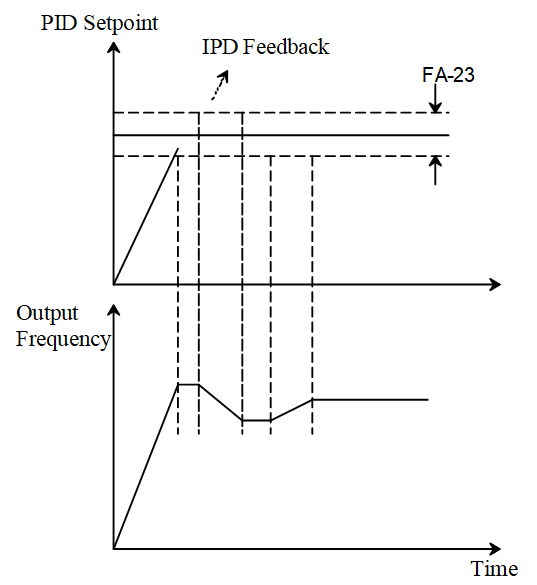 PID Setpoint
IPD Feedback
FA-23
Output
Frequency
Time